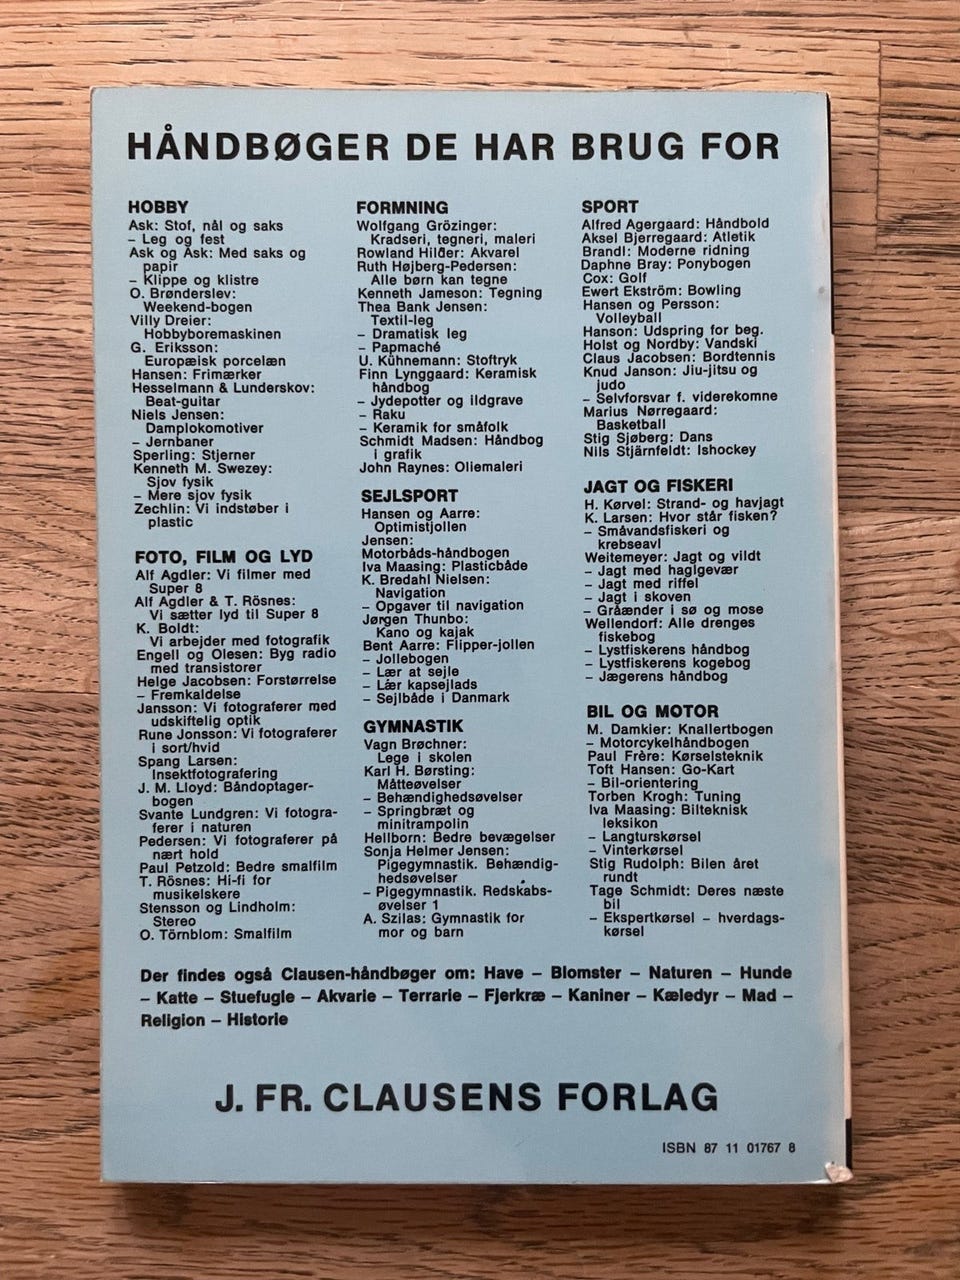 HÅNDBØGER DE HAR BRUG FOR
HOBBY
Ask: Stof, nål og saks
– Leg og fest
Ask og Ask: Med saks og
papir
– Klippe og klistre
O. Brønderslev:
Weekend-bogen
Villy Dreier:
Hobbyboremaskinen
G. Eriksson:
Europæisk porcelæn
Hansen: Frimærker
Hesselmann & Lunderskov:
Beat-guitar
Niels Jensen:
Damplokomotiver
– Jernbaner
Sperling: Stjerner
Kenneth M. Swezey:
Sjov fysik
– Mere sjov fysik
Zechlin: Vi indstøber i
plastic
FOTO, FILM OG LYD
Alf Agdler: Vi filmer med
Super 8
Alf Agdler & T. Rösnes:
Vi sætter lyd til Super 8
K. Boldt:
Vi arbejder med fotografik
Engell og Olesen: Byg radio
med transistorer
Helge Jacobsen: Forstørrelse
– Fremkaldelse
Jansson: Vi fotograferer med
udskiftelig optik
Rune Jonsson: Vi fotograferer
i sort/hvid
Spang Larsen:
Insektfotografering
J. M. Lloyd: Båndoptager-
bogen
Svante Lundgren: Vi fotogra-
ferer i naturen
Pedersen: Vi fotograferer på
nært hold
Paul Petzold: Bedre smalfilm
T. Rösnes: Hi-fi for
musikelskere
Stensson og Lindholm:
Stereo
O. Törnblom: Smalfilm
FORMNING
Wolfgang Grözinger:
Kradseri, tegneri, maleri
Rowland Hilder: Akvarel
Ruth Højberg-Pedersen:
Alle børn kan tegne
Kenneth Jameson: Tegning
Thea Bank Jensen:
Textil-leg
– Dramatisk leg
– Papmaché
U. Kühnemann: Stoftryk
Finn Lynggaard: Keramisk
håndbog
– Jydepotter og ildgrave
– Raku
– Keramik for småfolk
Schmidt Madsen: Håndbog
i grafik
John Raynes: Oliemaleri
SEJLSPORT
Hansen og Aarre:
Optimistjollen
Jensen:
Motorbåds-håndbogen
Iva Maasing: Plasticbåde
K. Bredahl Nielsen:
Navigation
– Opgaver til navigation
Jørgen Thunbo:
Kano og kajak
Bent Aarre: Flipper-jollen
– Jollebogen
– Lær at sejle
– Lær kapsejlads
– Sejlbåde i Danmark
GYMNASTIK
Vagn Brøchner:
Lege i skolen
Karl H. Børsting:
Måtteøvelser
– Behændighedsøvelser
– Springbræt og
minitrampolin
Hellborn: Bedre bevægelser
Sonja Helmer Jensen:
Pigegymnastik. Behændig-
hedsøvelser
– Pigegymnastik. Redskabs-
øvelser 1
A. Szilas: Gymnastik for
mor og barn
SPORT
Alfred Agergaard: Håndbold
Aksel Bjerregaard: Atletik
Brandl: Moderne ridning
Daphne Bray: Ponybogen
Cox: Golf
Ewert Ekström: Bowling
Hansen og Persson:
Volleyball
Hanson: Udspring for beg.
Holst og Nordby: Vandski
Claus Jacobsen: Bordtennis
Knud Janson: Jiu-jitsu og
judo
– Selvforsvar f. viderekomne
Marius Nørregaard:
Basketball
Stig Sjøberg: Dans
Nils Stjärnfeldt: Ishockey
JAGT OG FISKERI
H. Kørvel: Strand- og havjagt
K. Larsen: Hvor står fisken?
– Småvandsfiskeri og
krebseavl
Weitemeyer: Jagt og vildt
– Jagt med haglgevær
– Jagt med riffel
– Jagt i skoven
– Gråænder i sø og mose
Wellendorf: Alle drenges
fiskebog
– Lystfiskerens håndbog
– Lystfiskerens kogebog
– Jægerens håndbog
BIL OG MOTOR
M. Damkier: Knallertbogen
– Motorcykelhåndbogen
Paul Frère: Kørselsteknik
Toft Hansen: Go-Kart
– Bil-orientering
Torben Krogh: Tuning
Iva Maasing: Bilteknisk
leksikon
– Langturskørsel
– Vinterkørsel
Stig Rudolph: Bilen året
rundt
Tage Schmidt: Deres næste
bil
– Ekspertkørsel – hverdags-
kørsel
Der findes også Clausen-håndbøger om: Have – Blomster – Naturen – Hunde
– Katte – Stuefugle – Akvarie – Terrarie – Fjerkræ – Kaniner – Kæledyr – Mad –
Religion – Historie
J. FR. CLAUSENS FORLAG
ISBN 87 11 01767 8